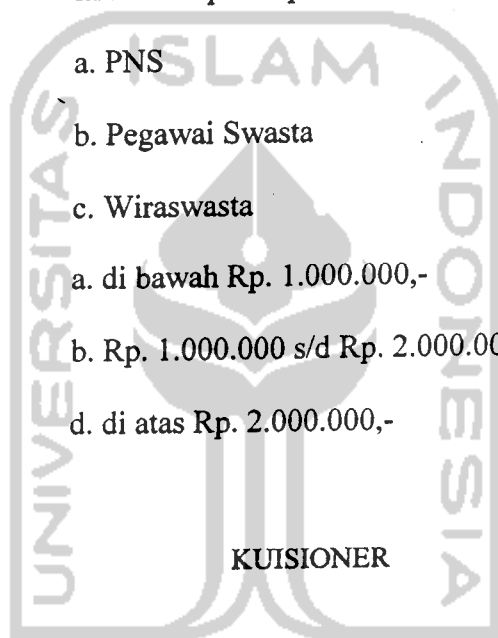 ISLAM
UNIVERSITAS
INDONESIA
a. PNS
b. Pegawai Swasta
c. Wiraswasta
a. di bawah Rp. 1.000.000,-
b. Rp. 1.000.000 s/d Rp. 2.000.00
d. di atas Rp. 2.000.000,-
KUISIONER